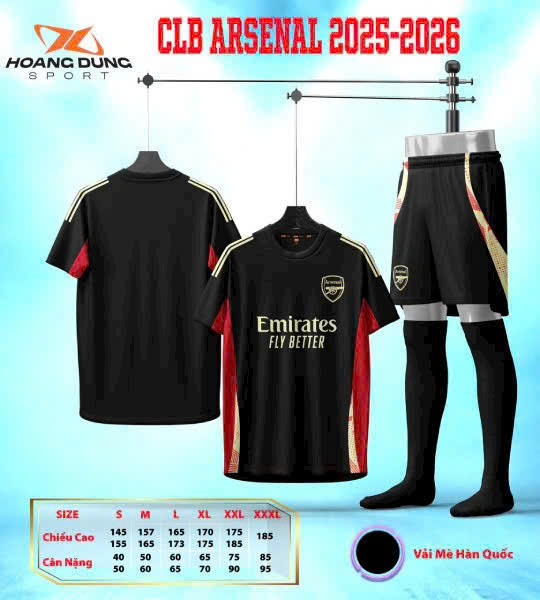 HOANG DUNG
SPORT
CLB ARSENAL 2025-2026
Arsenal
Emirates
FLY BETTER
Arsenal
SIZE S M L XL XXL XXXL
Chiều Cao 145 157 165 170 175 185
155 165 173 175 185
Cân Nặng 40 50 60 65 75 85
50 60 65 70 90 95
Vải Mè Hàn Quốc